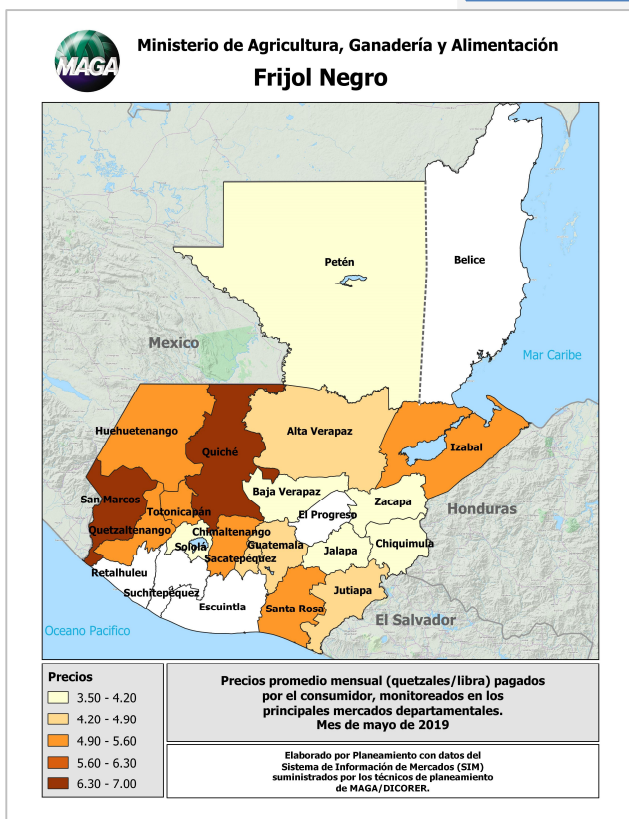 MAGA
Ministerio de Agricultura, Ganadería y Alimentación
Frijol Negro
Petén
Belice
Mexico
Mar Caribe
Huehuetenango
Alta Verapaz
Izabal
Quiché
San Marcos
Baja Verapaz
Zacapa
Totonicapán
El Progreso
Honduras
Quetzaltenango
Chimaltenango
Sololá
Guatemala
Chiquimula
Jalapa
Sacatepéquez
Retalhuleu
Suchitepéquez
Jutiapa
Escuintla
Santa Rosa
El Salvador
Oceano Pacifico
Precios
3.50 - 4.20
4.20 - 4.90
4.90 - 5.60
5.60 - 6.30
6.30 - 7.00
Precios promedio mensual (quetzales/libra) pagados
por el consumidor, monitoreados en los
principales mercados departamentales.
Mes de mayo de 2019
Elaborado por Planeamiento con datos del
Sistema de Información de Mercados (SIM)
suministrados por los técnicos de planeamiento
de MAGA/DICORER.